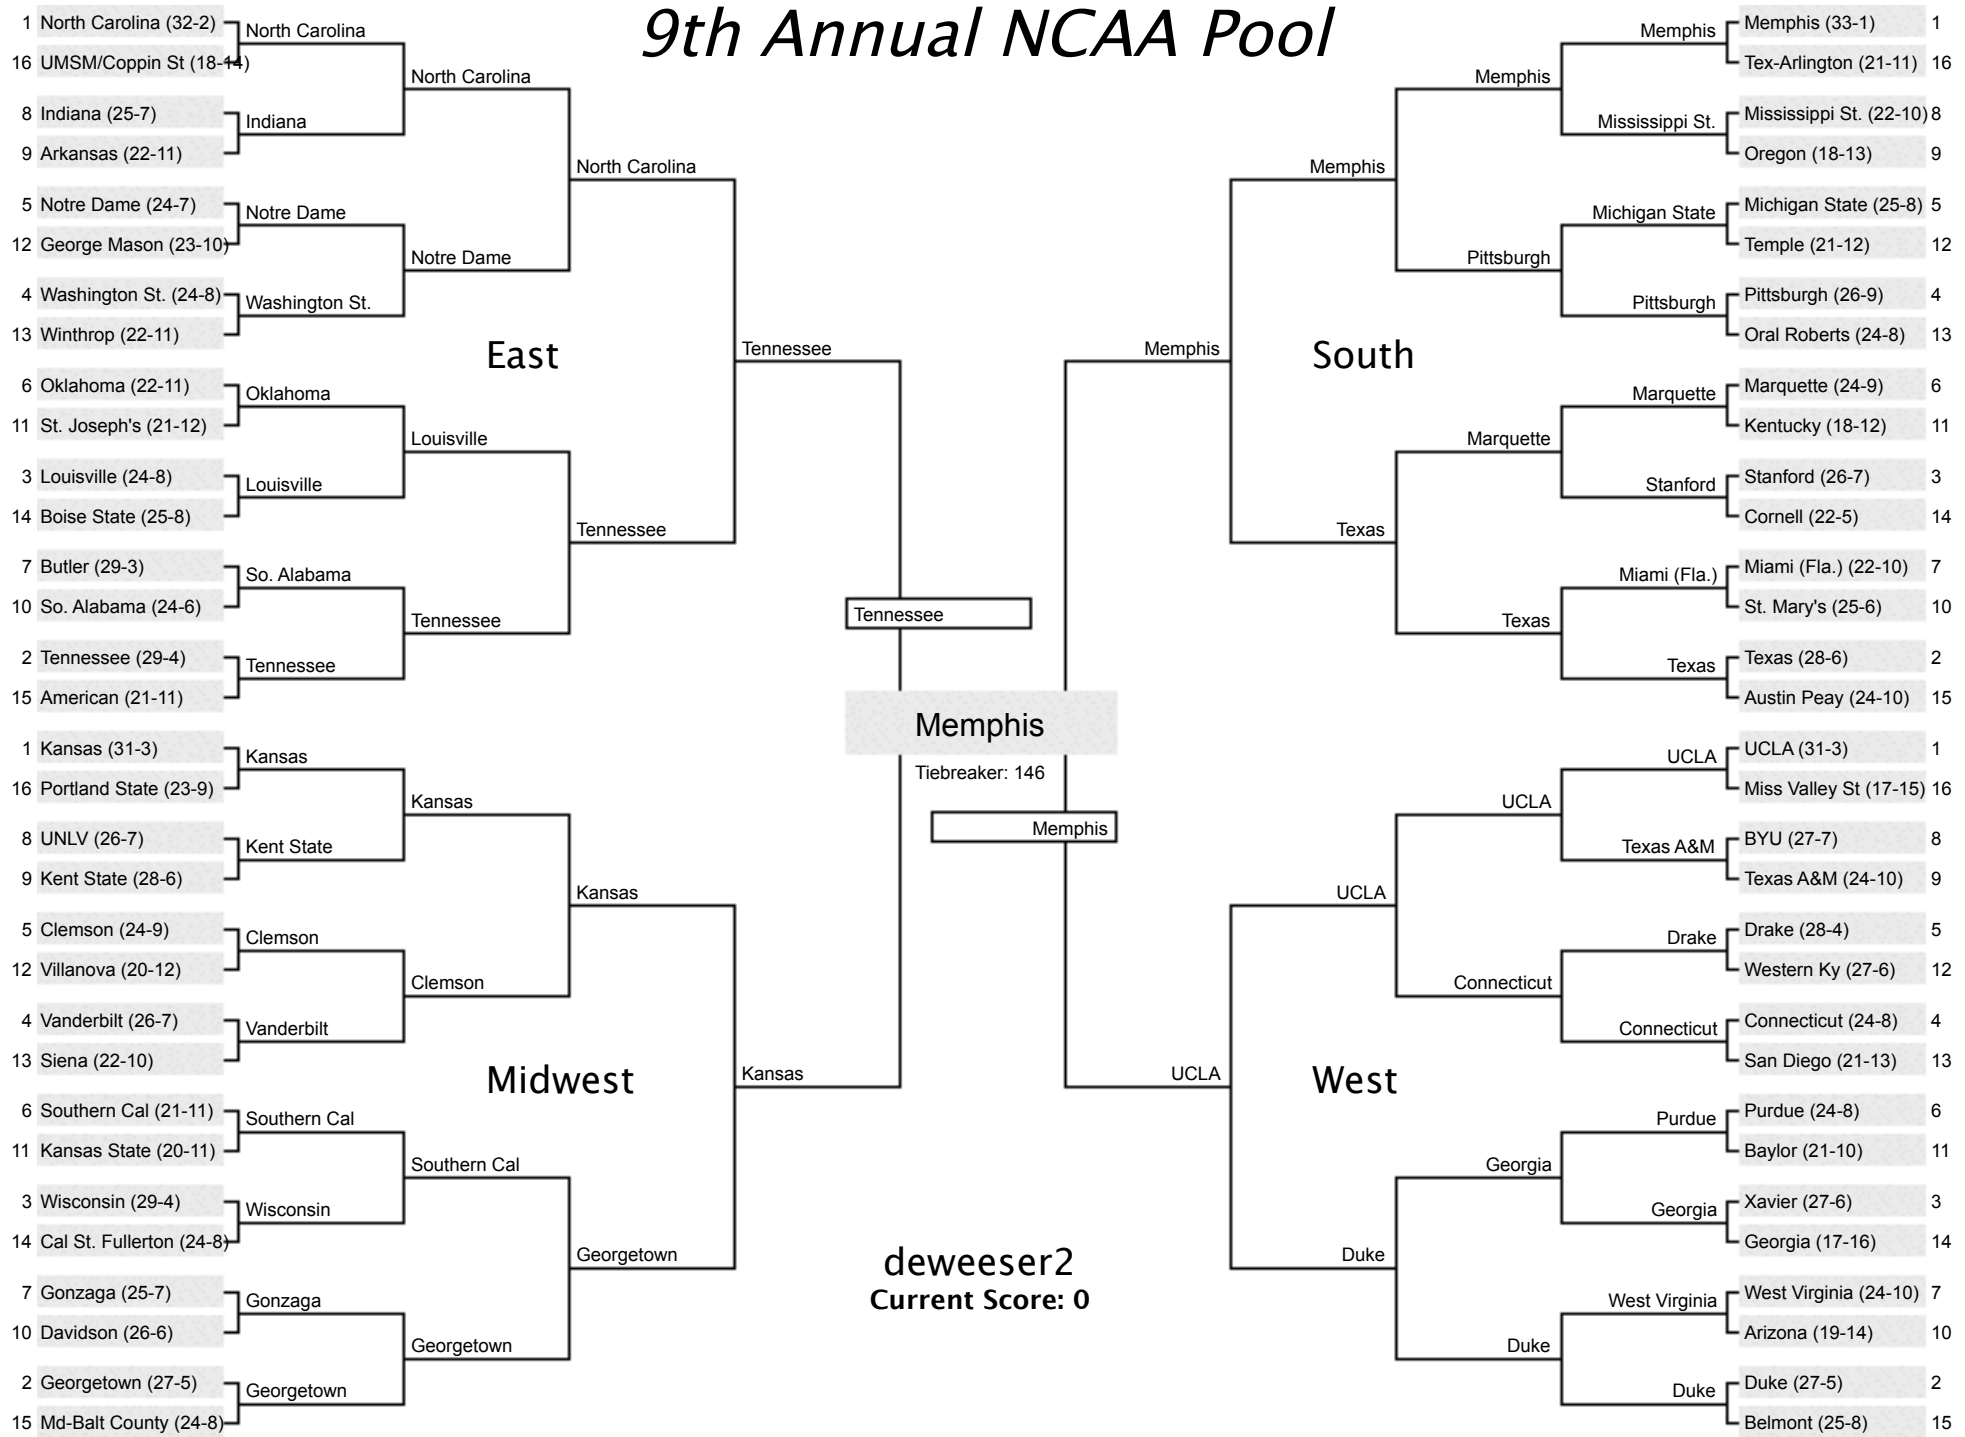 9th Annual NCAA Pool
1 North Carolina (32-2)
16 UMSM/Coppin St (18-14)
8 Indiana (25-7)
9 Arkansas (22-11)
5 Notre Dame (24-7)
12 George Mason (23-10)
4 Washington St. (24-8)
13 Winthrop (22-11)
6 Oklahoma (22-11)
11 St. Joseph's (21-12)
3 Louisville (24-8)
14 Boise State (25-8)
7 Butler (29-3)
10 So. Alabama (24-6)
2 Tennessee (29-4)
15 American (21-11)
North Carolina
Indiana
Notre Dame
Washington St.
Oklahoma
Louisville
So. Alabama
Tennessee
North Carolina
Notre Dame
Louisville
Tennessee
North Carolina
Tennessee
East
Tennessee
1 Kansas (31-3)
16 Portland State (23-9)
8 UNLV (26-7)
9 Kent State (28-6)
5 Clemson (24-9)
12 Villanova (20-12)
4 Vanderbilt (26-7)
13 Siena (22-10)
6 Southern Cal (21-11)
11 Kansas State (20-11)
3 Wisconsin (29-4)
14 Cal St. Fullerton (24-8)
7 Gonzaga (25-7)
10 Davidson (26-6)
2 Georgetown (27-5)
15 Md-Balt County (24-8)
Kansas
Kent State
Clemson
Vanderbilt
Southern Cal
Wisconsin
Gonzaga
Georgetown
Kansas
Clemson
Southern Cal
Georgetown
Kansas
Georgetown
Midwest
Kansas
Tennessee
Memphis
Tiebreaker: 146
Memphis
deweeser2
Current Score: 0
Memphis
South
Memphis
Texas
Memphis
Pittsburgh
Marquette
Texas
Memphis
Mississippi St.
Michigan State
Pittsburgh
Marquette
Stanford
Miami (Fla.)
Texas
Memphis (33-1) 1
Tex-Arlington (21-11) 16
Mississippi St. (22-10) 8
Oregon (18-13) 9
Michigan State (25-8) 5
Temple (21-12) 12
Pittsburgh (26-9) 4
Oral Roberts (24-8) 13
Marquette (24-9) 6
Kentucky (18-12) 11
Stanford (26-7) 3
Cornell (22-5) 14
Miami (Fla.) (22-10) 7
St. Mary's (25-6) 10
Texas (28-6) 2
Austin Peay (24-10) 15
UCLA
West
UCLA
Duke
UCLA
Connecticut
Georgia
Duke
UCLA
Texas A&M
Drake
Connecticut
Purdue
Georgia
West Virginia
Duke
UCLA (31-3) 1
Miss Valley St (17-15) 16
BYU (27-7) 8
Texas A&M (24-10) 9
Drake (28-4) 5
Western Ky (27-6) 12
Connecticut (24-8) 4
San Diego (21-13) 13
Purdue (24-8) 6
Baylor (21-10) 11
Xavier (27-6) 3
Georgia (17-16) 14
West Virginia (24-10) 7
Arizona (19-14) 10
Duke (27-5) 2
Belmont (25-8) 15